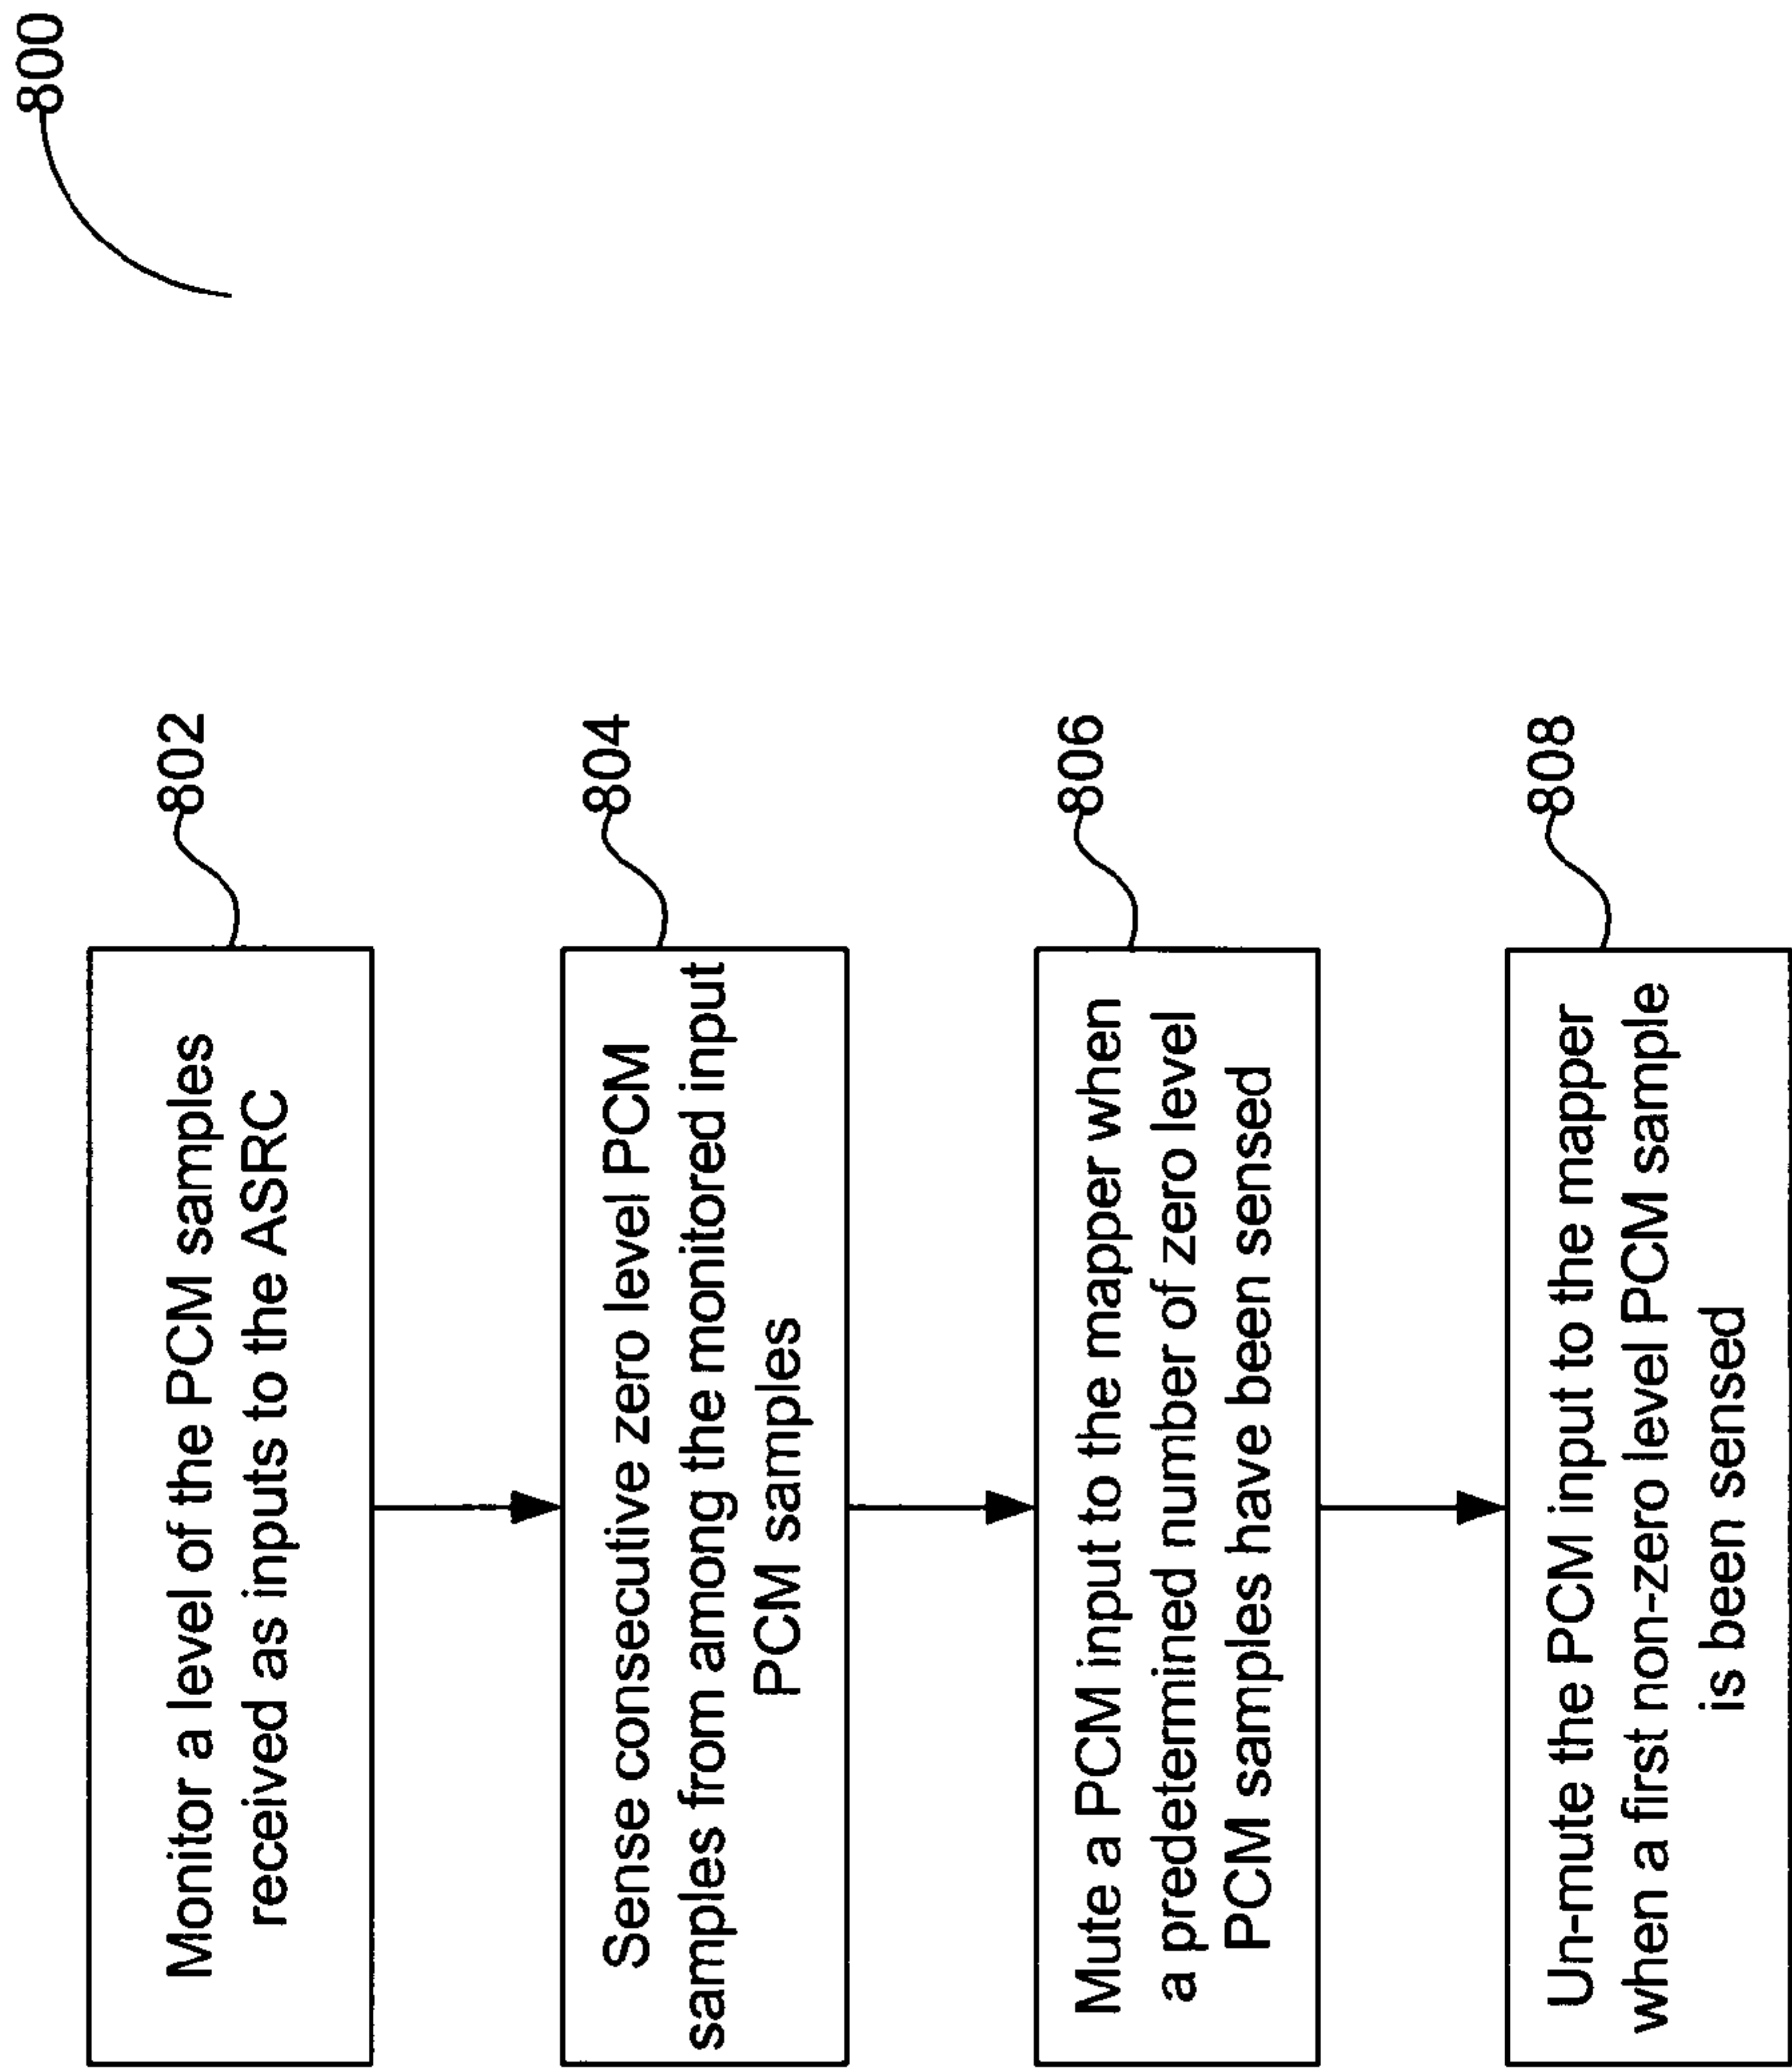 800
802
Monitor a level of the PCM samples
received as inputs to the ASRC
804
Sense consecutive zero level PCM
samples from among the monitored input
PCM samples
806
Mute a PCM input to the mapper when
a predetermined number of zero level
PCM samples have been sensed
808
Un-mute the PCM input to the mapper
when a first non-zero level PCM sample
is been sensed